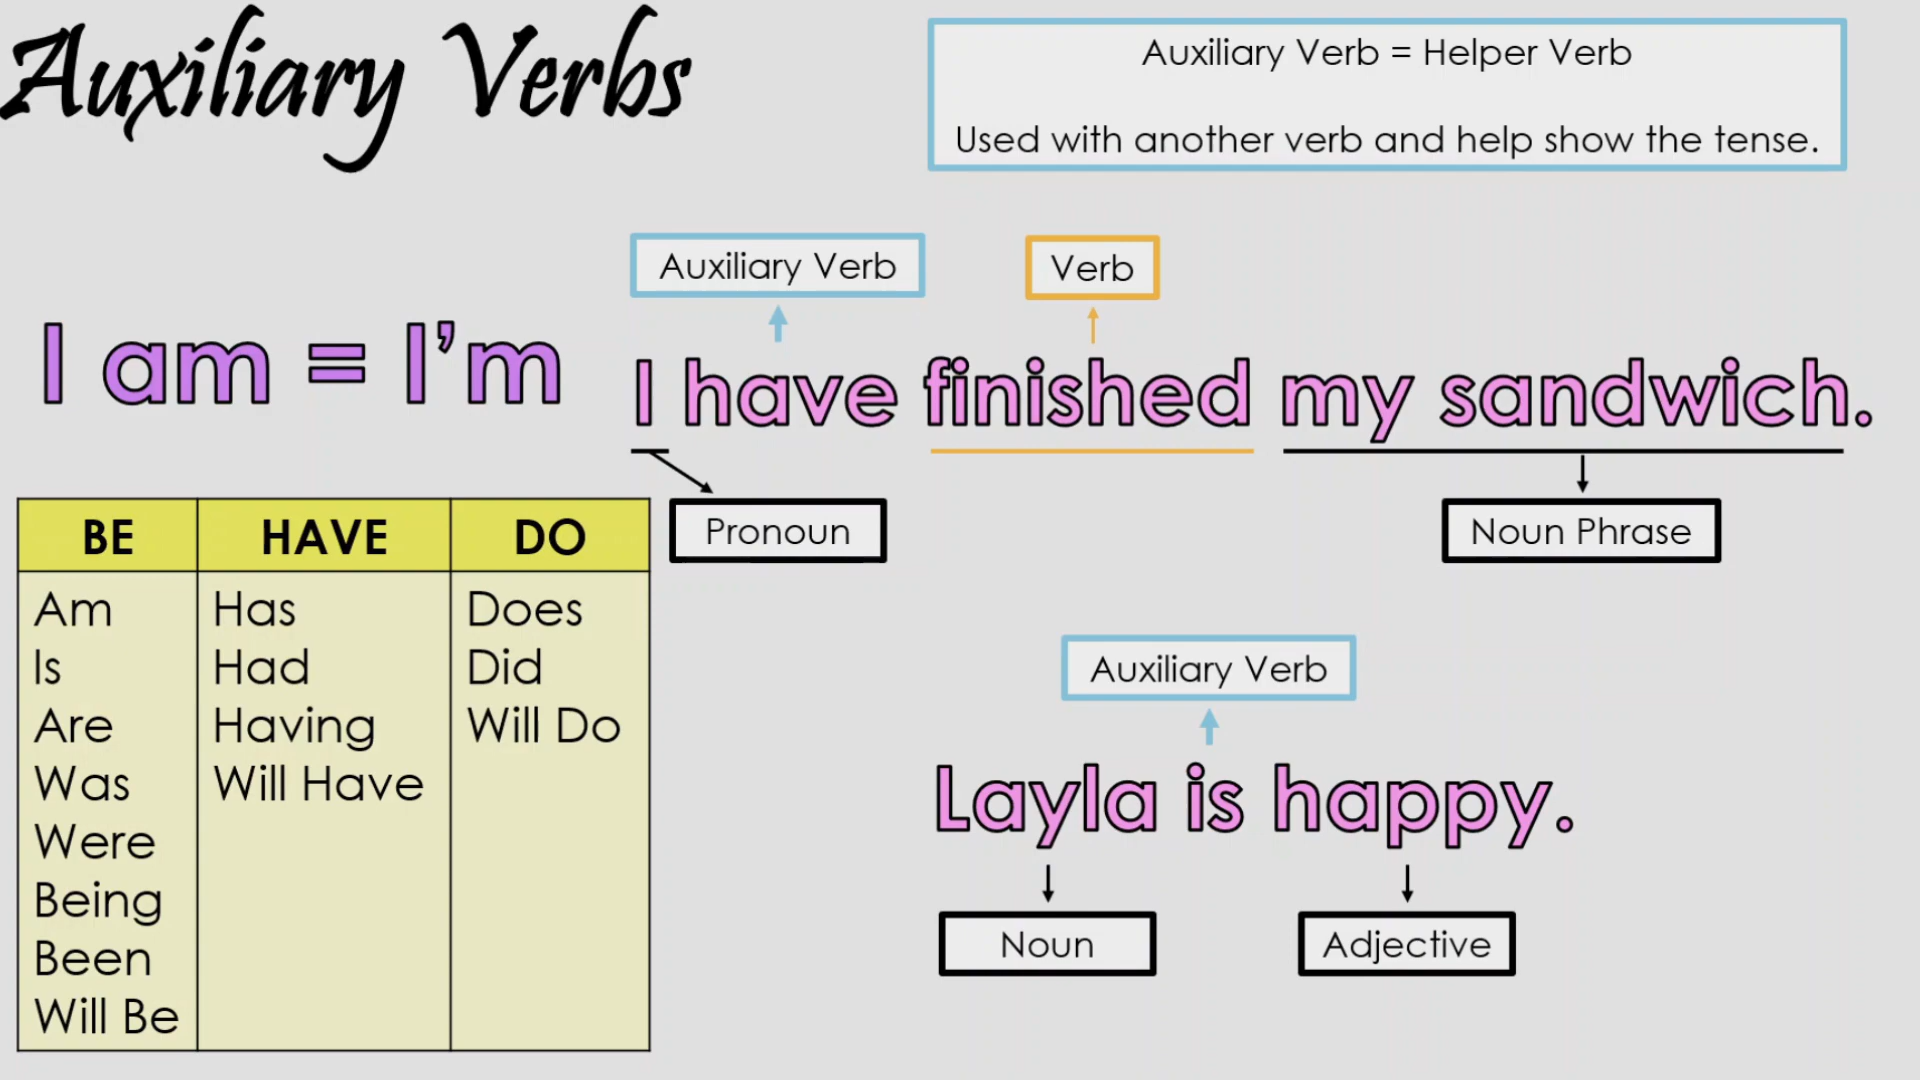 Auxiliary Verbs
Auxiliary Verb = Helper Verb
Used with another verb and help show the tense.
I am = I'm
Auxiliary Verb
Verb
I have finished my sandwich.
Pronoun
Noun Phrase
BE HAVE DO
Am Has Does
Is Had Did
Are Having Will Do
Was Will Have
Were
Being
Been
Will Be
Auxiliary Verb
Layla is happy.
Noun
Adjective